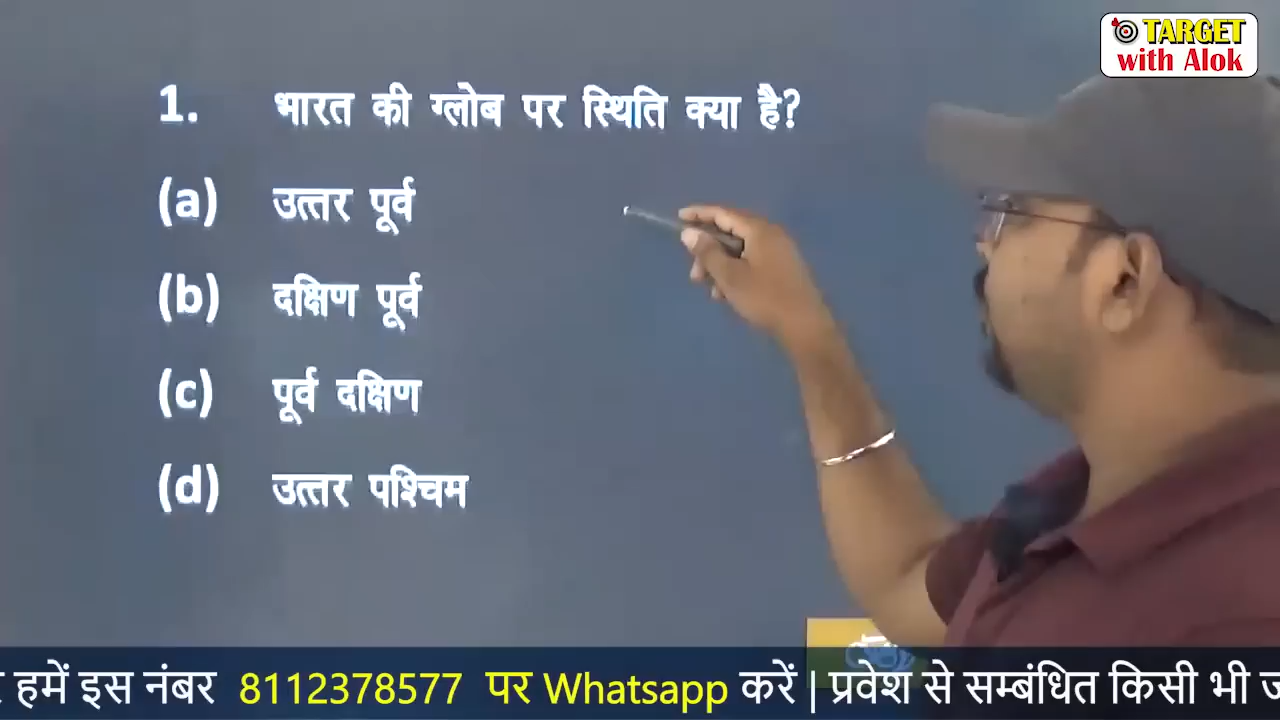 TARGET
with Alok
1. भारत की ग्लोब पर स्थिति क्या है?
(a) उत्तर पूर्व
(b) दक्षिण पूर्व
(c) पूर्व दक्षिण
(d) उत्तर पश्चिम
हमें इस नंबर 8112378577 पर Whatsapp करें | प्रवेश से सम्बंधित किसी भी